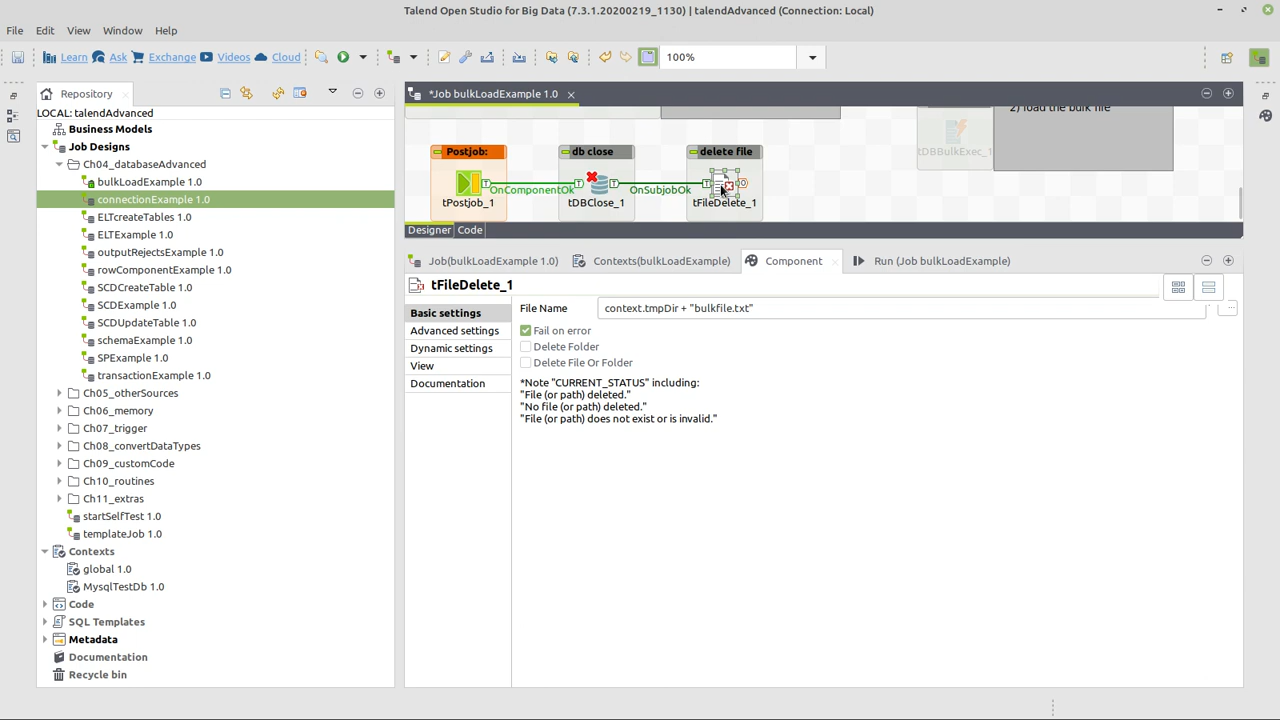 Talend Open Studio for Big Data (7.3.1.20200219_1130) | talendAdvanced (Connection: Local)
File Edit View Window Help
Learn Ask Exchange Videos Cloud 100%
Repository
LOCAL: talendAdvanced
Business Models
Job Designs
Ch04_databaseAdvanced
bulkLoadExample 1.0
connectionExample 1.0
ELTcreateTables 1.0
ELTExample 1.0
outputRejectsExample 1.0
rowComponentExample 1.0
SCDCreateTable 1.0
SCDExample 1.0
SCDUpdateTable 1.0
schemaExample 1.0
SPExample 1.0
transactionExample 1.0
Ch05_otherSources
Ch06_memory
Ch07_trigger
Ch08_convertDataTypes
Ch09_customCode
Ch10_routines
Ch11_extras
startSelfTest 1.0
templateJob 1.0
Contexts
global 1.0
MysqlTestDb 1.0
Code
SQL Templates
Metadata
Documentation
Recycle bin
*Job bulkLoadExample 1.0
2) load the bulk file
tDBBulkExec_1
Postjob: db close delete file
OnComponentOk OnSubjobOk
tPostjob_1 tDBClose_1 tFileDelete_1
Designer Code
Job(bulkLoadExample 1.0) Contexts(bulkLoadExample) Component Run (Job bulkLoadExample)
tFileDelete_1
Basic settings
Advanced settings
Dynamic settings
View
Documentation
File Name context.tmpDir + "bulkfile.txt"
Fail on error
Delete Folder
Delete File Or Folder
*Note "CURRENT_STATUS" including:
"File (or path) deleted."
"No file (or path) deleted."
"File (or path) does not exist or is invalid."